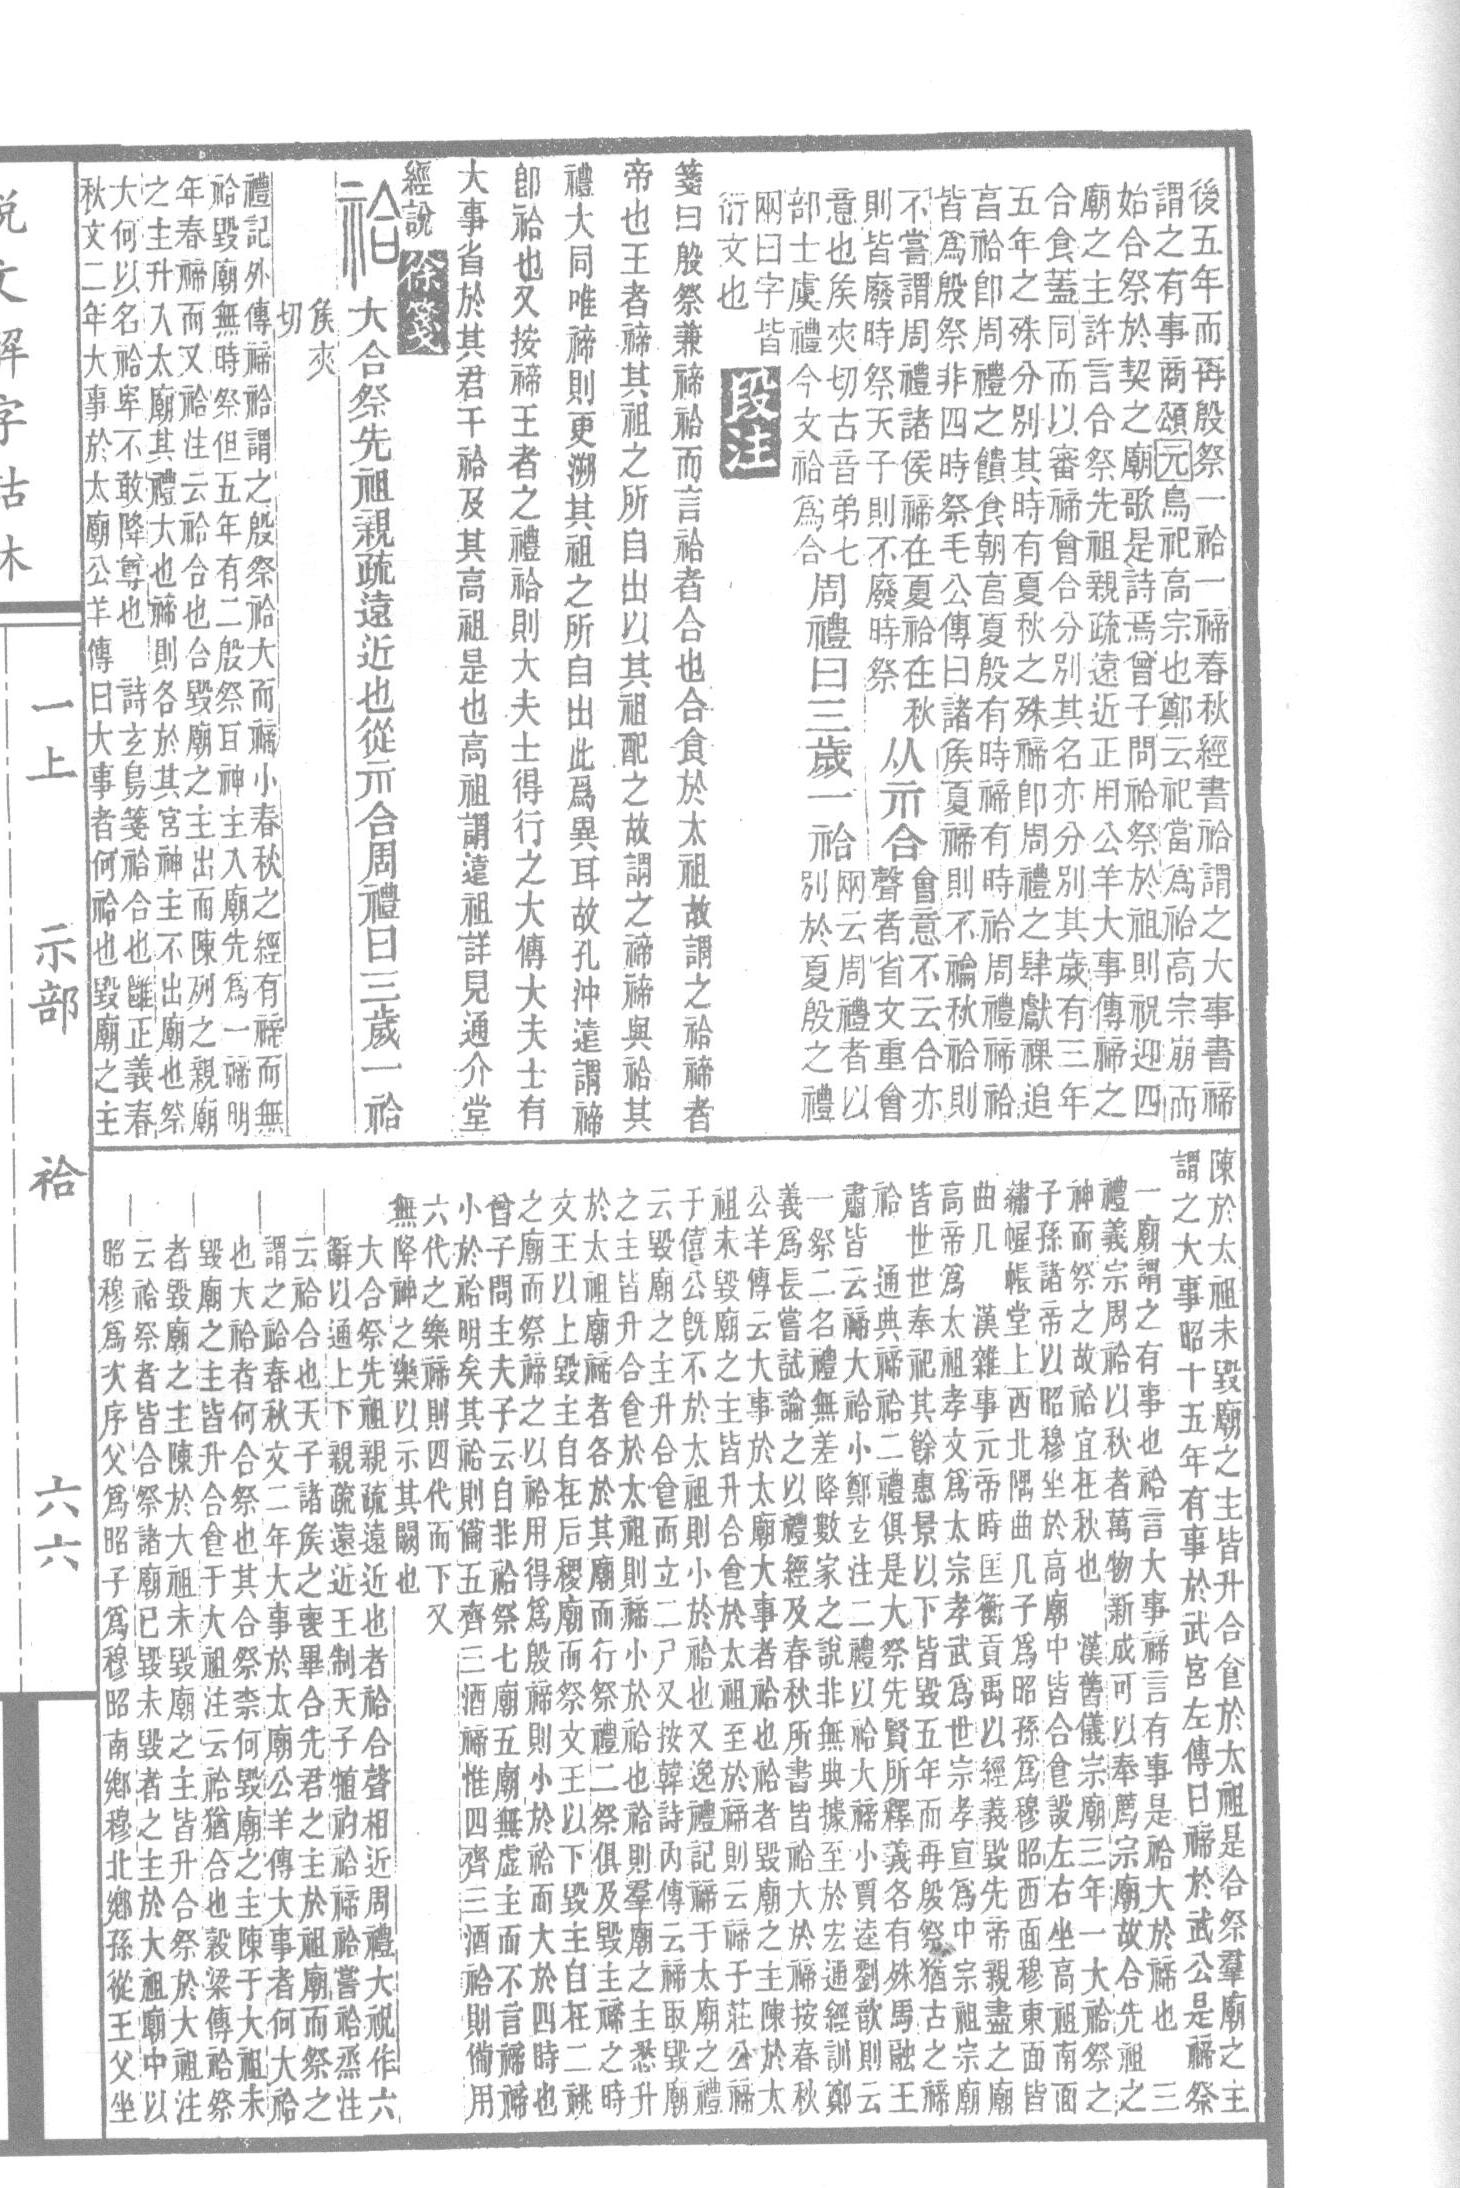 後五年而再殷祭一祫一禘春秋經書祫謂之大事書禘
謂之有事商頌元鳥祀高宗也鄭云祀當為祫高宗崩而
始合祭於契之廟歌是詩焉曾子問祫祭於祖則祝迎四
廟之主許言合祭先祖親疏遠近正用公羊大事傳禘之
合食蓋同而以審禘會合分別其名亦分別其歲有三年
五年之殊分別其時有夏秋之殊禘卽周禮之肆獻祼追
亯祫卽周禮之饋食朝亯夏殷有時禘有時祫周禮禘祫
皆爲殷祭非四時祭毛公傳曰諸矦夏禘則不禴秋祫則
不嘗謂周禮諸侯禘在夏祫在秋
則皆廢時祭天子則不廢時祭
从示合
會意不云合亦
聲者省文重會
意也矦夾切古音弟七
部士虞禮今文祫爲合
周禮曰三歲一祫
兩云周禮者以
別於夏殷之禮
兩曰字皆
衍文也
段注
箋曰殷祭兼禘祫而言祫者合也合食於太祖故謂之祫禘者
帝也王者禘其祖之所自出以其祖配之故謂之禘禘與祫其
禮大同唯禘則更溯其祖之所自出此爲異耳故孔沖遠謂禘
卽祫也又按禘王者之禮祫則大夫士得行之大傳大夫士有
大事省於其君干祫及其高祖是也高祖謂遠祖詳見通介堂
經說
徐箋
祫
大合祭先祖親疏遠近也從示合周禮曰三歲一祫
矦夾
切
禮記外傳禘祫謂之殷祭祫大而禘小春秋之經有禘而無
祫毀廟無時祭但五年有二殷祭耳神主入廟先爲一禘明
年春禘而又祫注云祫合也合毀廟之主出而陳列之親廟
之主升入太廟其禮大也禘則各於其宮神主不出廟也祭
大何以名祫卑不敢降尊也　詩玄鳥箋祫合也雝正義春
秋文二年大事於太廟公羊傳曰大事者何祫也毀廟之主
陳於太祖未毀廟之主皆升合食於太祖是合祭羣廟之主
謂之大事昭十五年有事於武宮左傳曰禘於武公是禘祭
一廟謂之有事也祫言大事禘言有事是祫大於禘也　三
禮義宗周祫以秋者萬物新成可以奉薦宗廟故合先祖之
神而祭之故祫宜在秋也　漢舊儀宗廟三年一大祫祭之
子孫諸帝以昭穆坐於高廟中皆合食設左右坐高祖南面
繡幄帳堂上西北隅曲几子爲昭孫爲穆昭西面穆東面皆
曲几　漢雜事元帝時匡衡貢禹以經義毀先帝親盡之廟
高帝爲太祖孝文爲太宗孝武爲世宗孝宣爲中宗祖宗廟
皆世世奉祀其餘惠景以下皆毀五年而再殷祭猶古之禘
祫　通典禘祫二禮俱是大祭先賢所釋義各有殊馬融王
肅皆云禘大祫小鄭玄注二禮以祫大禘小賈逵劉歆則云
一祭二名禮無差降數家之說非無典據至於宏通經訓鄭
義爲長嘗試論之以禮經及春秋所書皆祫大於禘按春秋
公羊傳云大事於太廟大事者祫也祫者毀廟之主陳於太
祖未毀廟之主皆升合食於太祖至於禘則云禘于莊公禘
于僖公旣不於太祖則小於祫也又逸禮記禘于太廟之禮
云毀廟之主升合食而立二尸又按韓詩內傳云禘取毀廟
之主皆升合食於太祖則禘小於祫也祫則羣廟之主悉升
於太祖廟禘者各於其廟而行祭禮二祭俱及毀主禘之時
文王以上毀主自在后稷廟而祭文王以下毀主自在二祧
之廟而祭禘之以祫用得爲殷禘則小於祫而大於四時也
曾子問主夫子云自非祫祭七廟五廟無虛主而不言禘禘
小於祫明矣其祫則備五齊三酒禘惟四齊三酒祫則備用
六代之樂禘則四代而下又
無降神之樂以示其闕也
大合祭先祖親疏遠近也者祫合聲相近周禮大祝作六
辭以通上下親疏遠近王制天子犆礿祫禘祫嘗祫烝注
云祫合也天子諸矦之喪畢合先君之主於祖廟而祭之
謂之祫春秋文二年大事於太廟公羊傳大事者何大祫
也大祫者何合祭也其合祭柰何毀廟之主陳于大祖未
毀廟之主皆升合食于大祖注云祫猶合也穀梁傳祫祭
者毀廟之主陳於大祖未毀廟之主皆升合祭於大祖注
云祫祭者皆合祭諸廟已毀未毀者之主於大祖廟中以
昭穆爲次序父爲昭子爲穆昭南鄉穆北鄉孫從王父坐
說文解字詁林
一上
示部
祫
六六